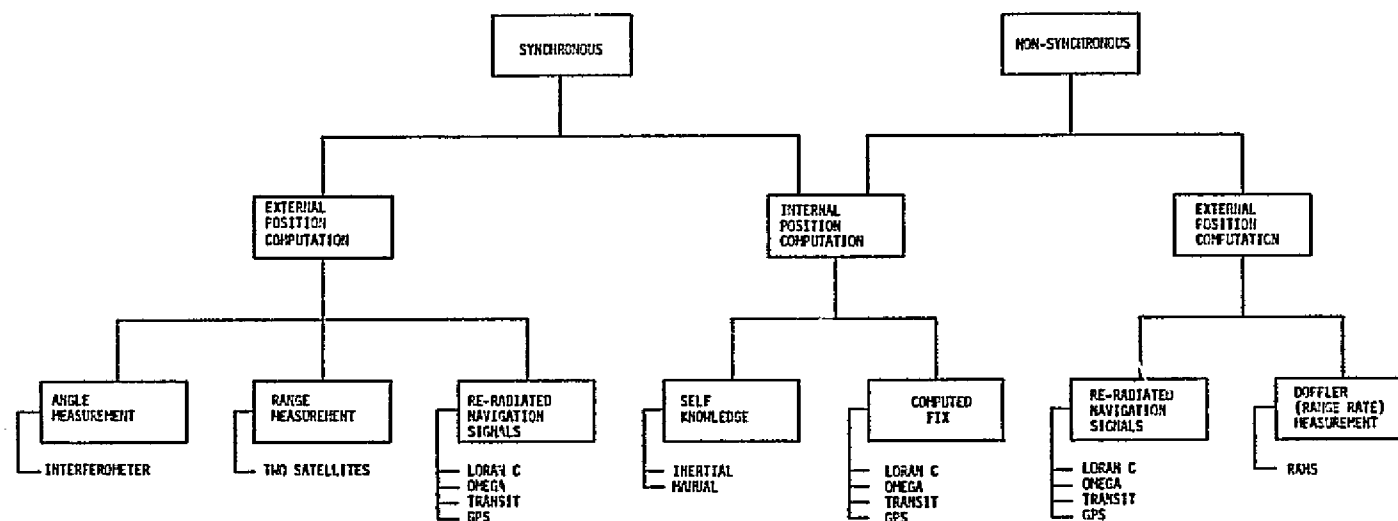 SYNCHRONOUS
NON-SYNCHRONOUS
EXTERNAL
POSITION
COMPUTATION
INTERNAL
POSITION
COMPUTATION
EXTERNAL
POSITION
COMPUTATION
ANGLE
MEASUREMENT
INTERFEROMETER
RANGE
MEASUREMENT
TWO SATELLITES
RE-RADIATED
NAVIGATION
SIGNALS
LORAN C
OMEGA
TRANSIT
GPS
SELF
KNOWLEDGE
INERTIAL
MANUAL
COMPUTED
FIX
LORAN C
OMEGA
TRANSIT
GPS
RE-RADIATED
NAVIGATION
SIGNALS
LORAN C
OMEGA
TRANSIT
GPS
DOPPLER
(RANGE RATE)
MEASUREMENT
RAMS